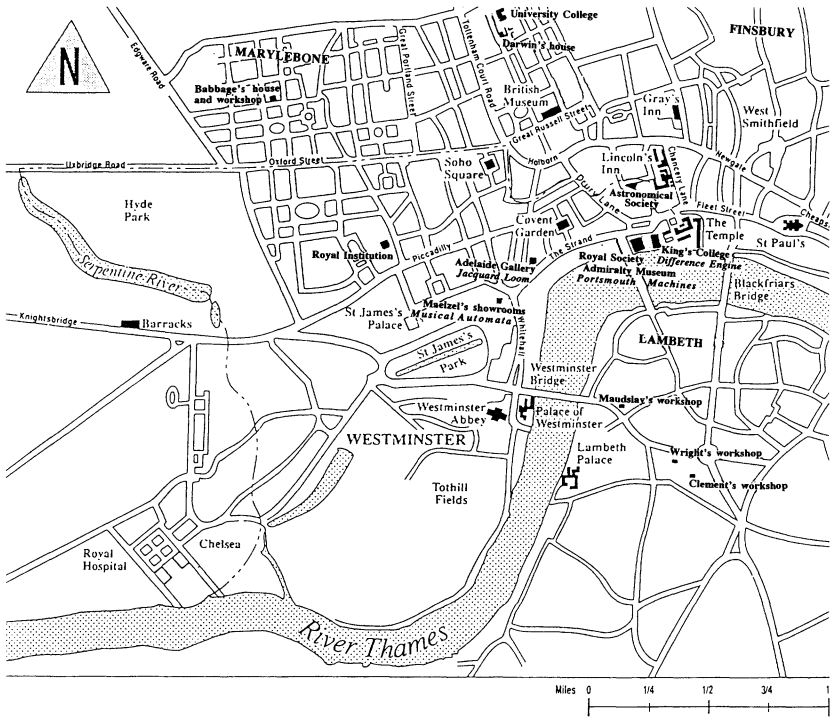 N
Edgware Road
MARYLEBONE
Great Portland Street
Tottenham Court Road
University College
Darwin's house
FINSBURY
Babbage's house
and workshop
British
Museum
Great Russell Street
Gray's
Inn
West
Smithfield
Uxbridge Road
Oxford Street
Soho
Square
Holborn
Lincoln's
Inn
Chancery Lane
Newgate
Hyde
Park
Drury Lane
Astronomical
Society
Fleet Street
Cheaps
Covent
Garden
The
Temple
St Paul's
Serpentine River
Royal Institution
Piccadilly
The Strand
Adelaide Gallery
Jacquard Loom
Royal Society
King's College
Difference Engine
Admiralty Museum
Portsmouth Machines
Blackfriars
Bridge
Knightsbridge
Barracks
St James's
Palace
Maelzel's showrooms
Musical Automata
Whitehall
St James's
Park
LAMBETH
Westminster
Bridge
Maudslay's workshop
Westminster
Abbey
Palace of
Westminster
WESTMINSTER
Lambeth
Palace
Wright's workshop
Clement's workshop
Tothill
Fields
Royal
Hospital
Chelsea
River Thames
Miles 0 1/4 1/2 3/4 1